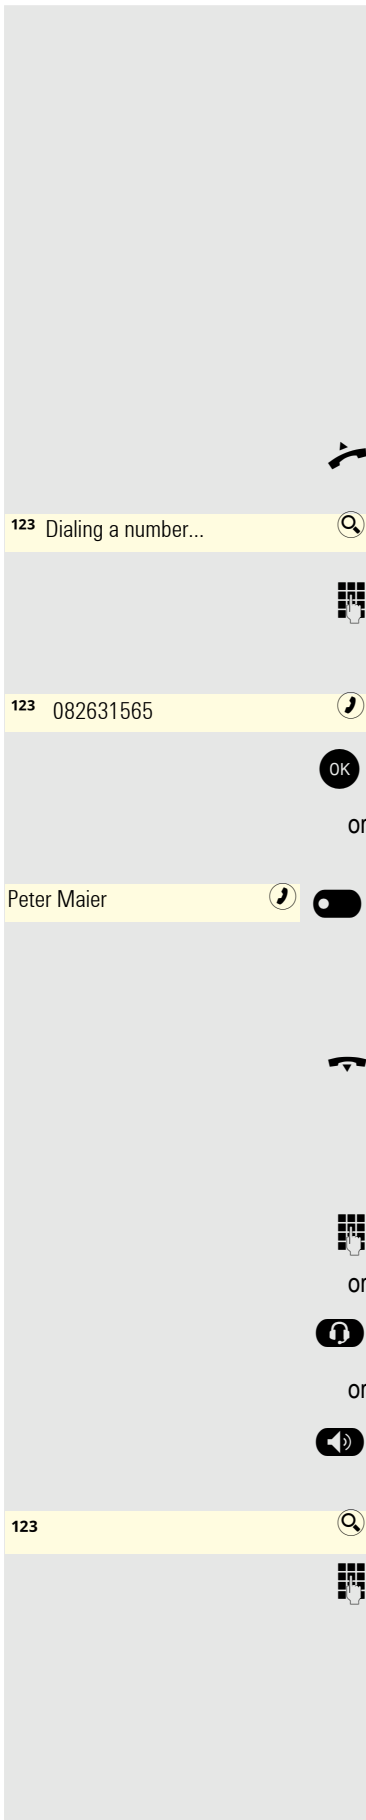 123 Dialing a number...
123 082631565
OK
or
Peter Maier
or
or
123